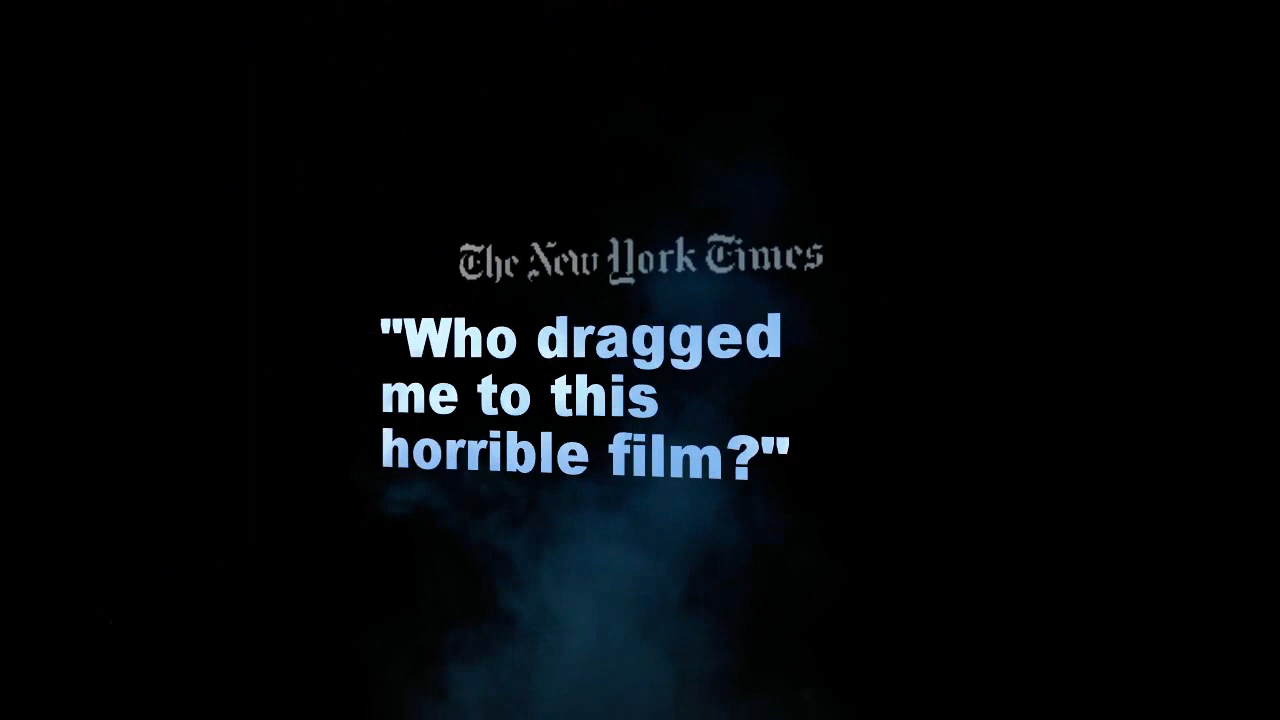 The New York Times
"Who dragged
me to this
horrible film?"